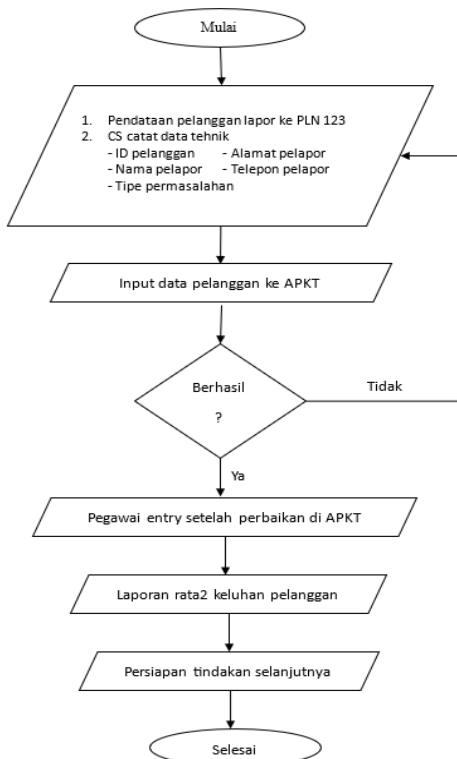 Mulai
1. Pendataan pelanggan lapor ke PLN 123
2. CS catat data tehnik
- ID pelanggan - Alamat pelapor
- Nama pelapor - Telepon pelapor
- Tipe permasalahan
Input data pelanggan ke APKT
Berhasil
?
Tidak
Ya
Pegawai entry setelah perbaikan di APKT
Laporan rata2 keluhan pelanggan
Persiapan tindakan selanjutnya
Selesai